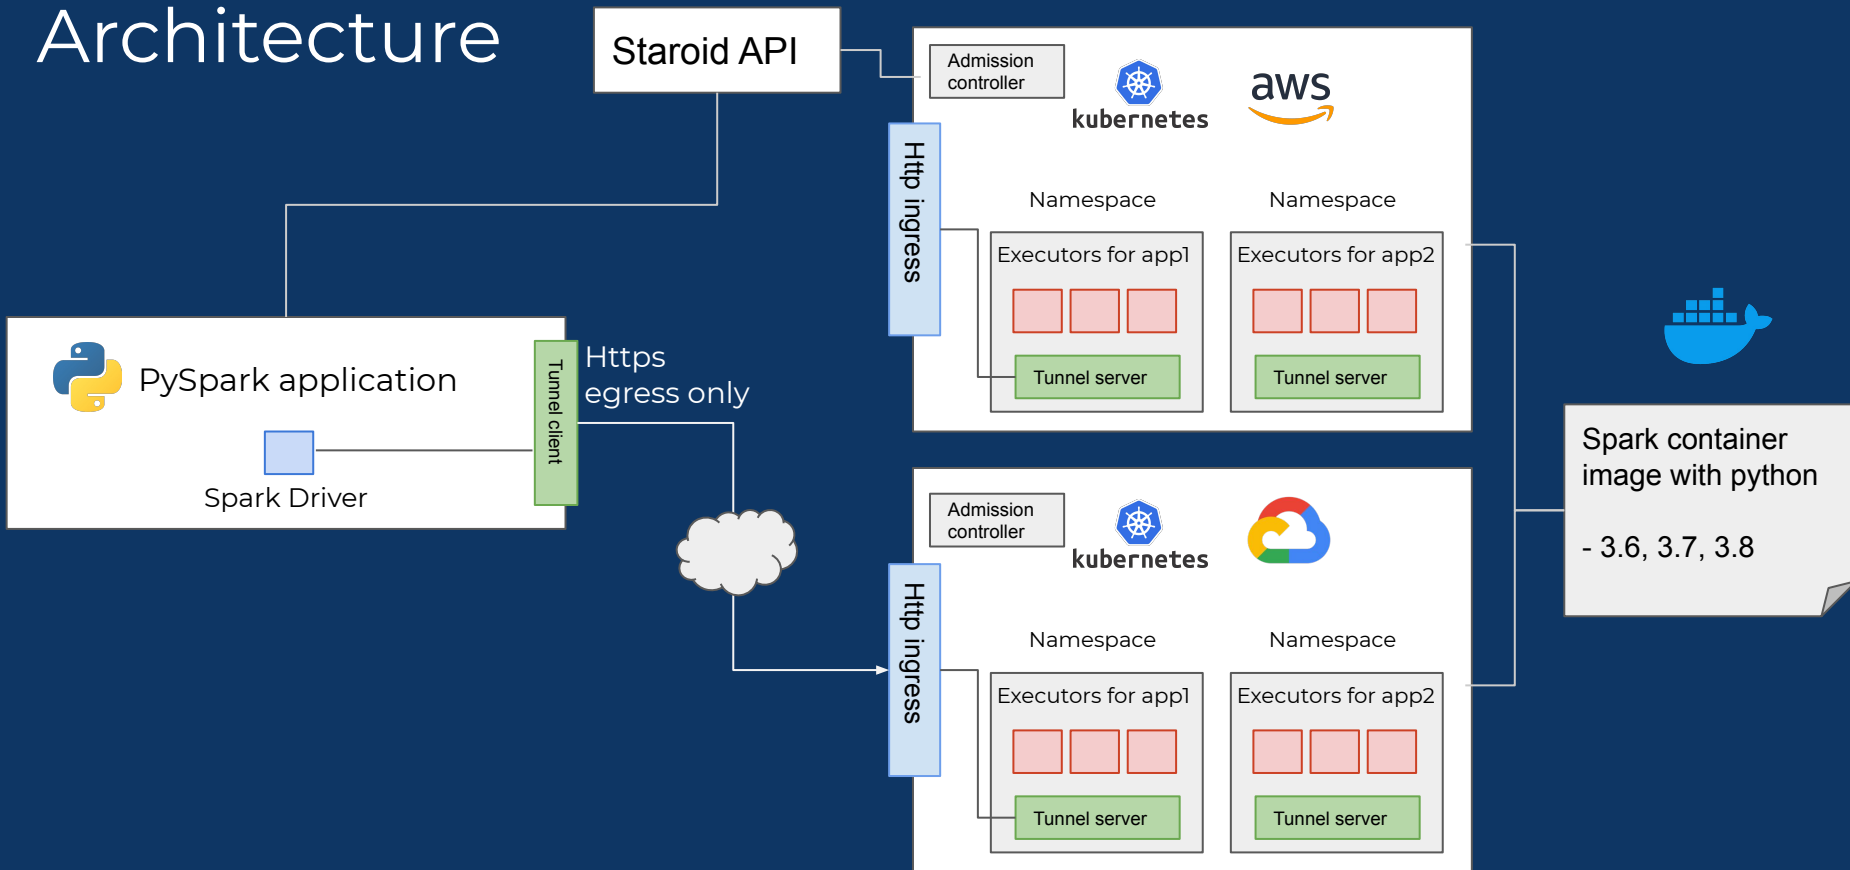 Architecture
Staroid API
Admission
controller
kubernetes
aws
Http ingress
Namespace
Namespace
Executors for app1
Executors for app2
Tunnel server
Tunnel server
PySpark application
Spark Driver
Tunnel client
Https
egress only
Admission
controller
kubernetes
Http ingress
Namespace
Namespace
Executors for app1
Executors for app2
Tunnel server
Tunnel server
Spark container
image with python
- 3.6, 3.7, 3.8